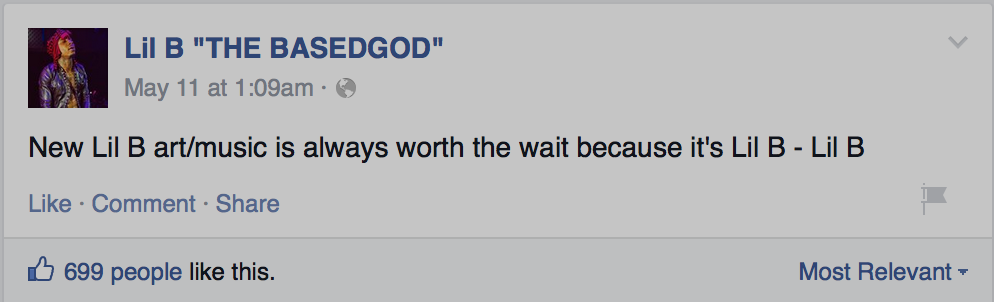 Lil B "THE BASEDGOD"
May 11 at 1:09am ·
New Lil B art/music is always worth the wait because it's Lil B - Lil B
Like · Comment · Share
699 people like this.
Most Relevant